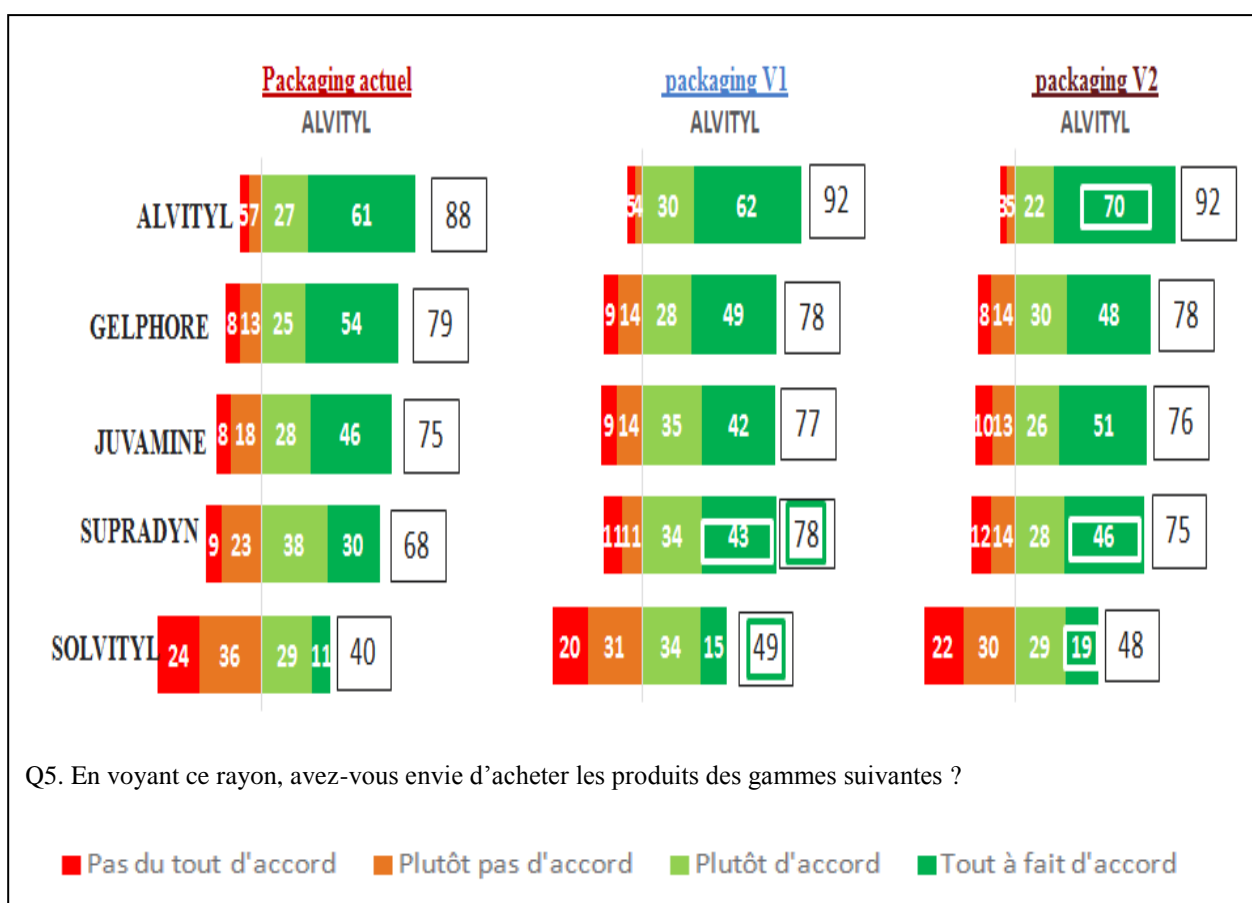 Packaging actuel packaging V1 packaging V2
ALVITYL ALVITYL ALVITYL
ALVITYL 5 7 27 61 88 5 4 30 62 92 3 5 22 70 92
GELPHORE 8 13 25 54 79 9 14 28 49 78 8 14 30 48 78
JUVAMINE 8 18 28 46 75 9 14 35 42 77 10 13 26 51 76
SUPRADYN 9 23 38 30 68 11 11 34 43 78 12 14 28 46 75
SOLVITYL 24 36 29 11 40 20 31 34 15 49 22 30 29 19 48
Q5. En voyant ce rayon, avez-vous envie d’acheter les produits des gammes suivantes ?
Pas du tout d'accord Plutôt pas d'accord Plutôt d'accord Tout à fait d'accord